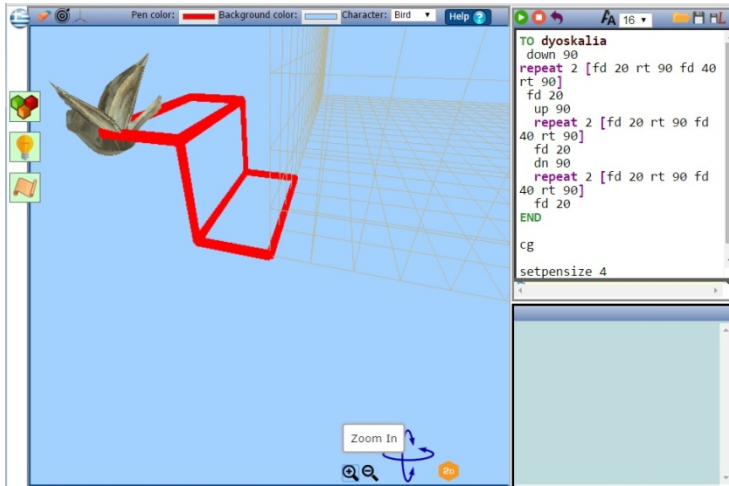 Pen color: Background color: Character: Bird Help ?
16
TO dyoskalia
down 90
repeat 2 [fd 20 rt 90 fd 40
rt 90]
fd 20
up 90
repeat 2 [fd 20 rt 90 fd
40 rt 90]
fd 20
dn 90
repeat 2 [fd 20 rt 90 fd
40 rt 90]
fd 20
END
cg
setpensize 4
Zoom In